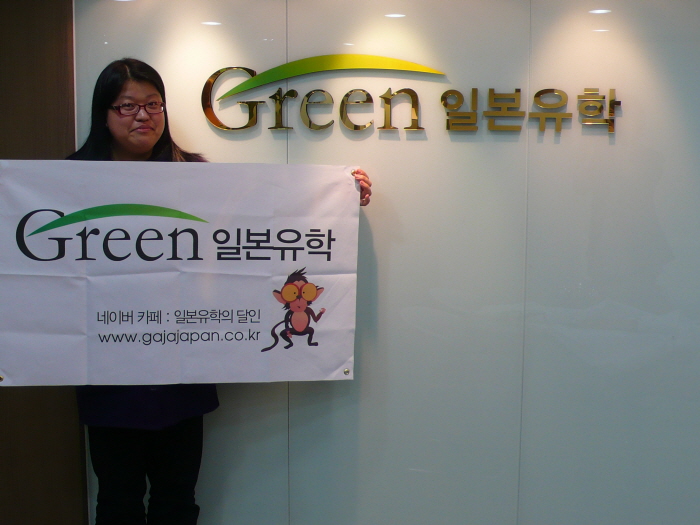 Green 일본유학
Green 일본유학
네이버 카페 : 일본유학의 달인
www.gajajapan.co.kr